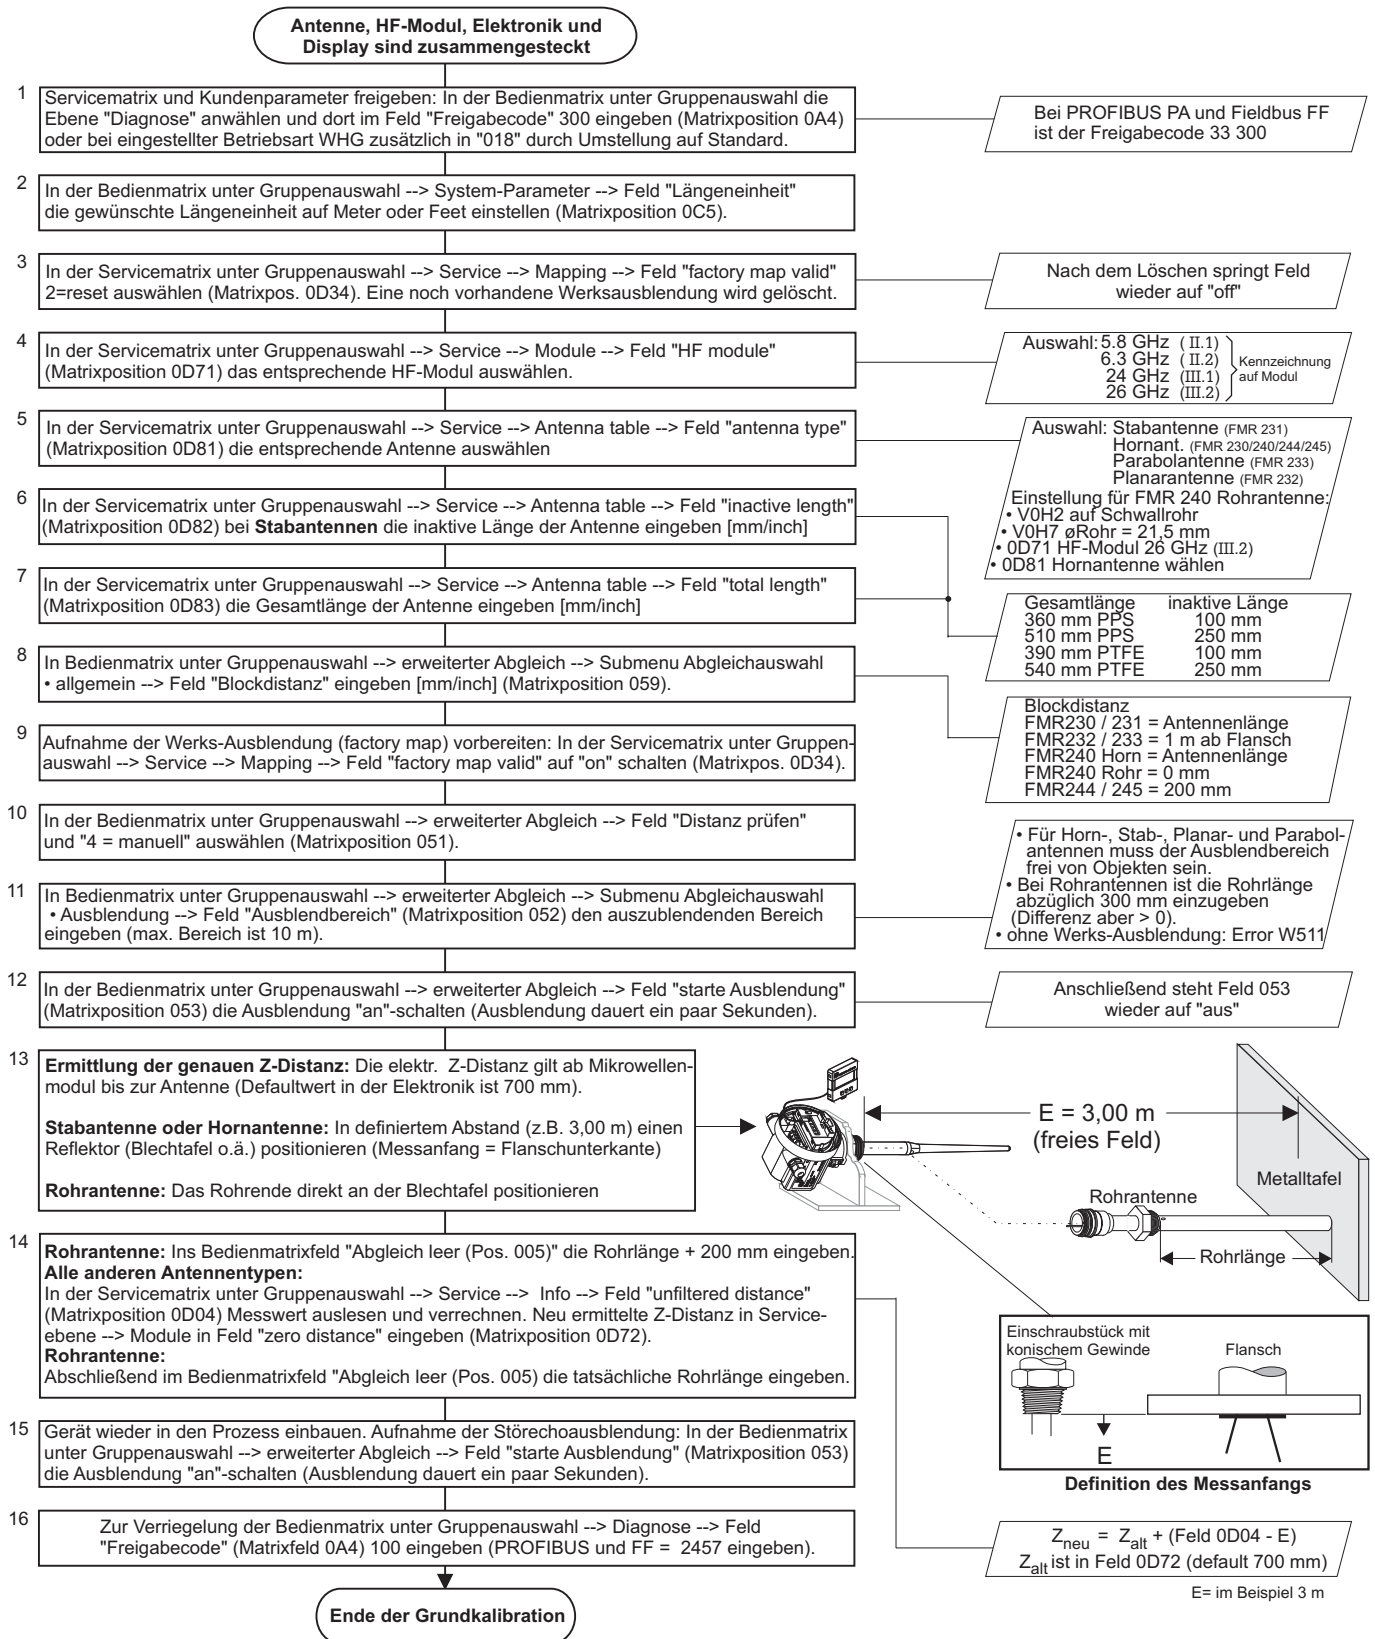 Antenne, HF-Modul, Elektronik und
Display sind zusammengesteckt
1
Servicematrix und Kundenparameter freigeben: In der Bedienmatrix unter Gruppenauswahl die
Ebene "Diagnose" anwählen und dort im Feld "Freigabecode" 300 eingeben (Matrixposition 0A4)
oder bei eingestellter Betriebsart WHG zusätzlich in "018" durch Umstellung auf Standard.
Bei PROFIBUS PA und Fieldbus FF
ist der Freigabecode 33 300
2
In der Bedienmatrix unter Gruppenauswahl --> System-Parameter --> Feld "Längeneinheit"
die gewünschte Längeneinheit auf Meter oder Feet einstellen (Matrixposition 0C5).
3
In der Servicematrix unter Gruppenauswahl --> Service --> Mapping --> Feld "factory map valid"
2=reset auswählen (Matrixpos. 0D34). Eine noch vorhandene Werksausblendung wird gelöscht.
Nach dem Löschen springt Feld
wieder auf "off"
4
In der Servicematrix unter Gruppenauswahl --> Service --> Module --> Feld "HF module"
(Matrixposition 0D71) das entsprechende HF-Modul auswählen.
Auswahl: 5.8 GHz (II.1)
6.3 GHz (II.2)
24 GHz (III.1)
26 GHz (III.2)
Kennzeichnung
auf Modul
5
In der Servicematrix unter Gruppenauswahl --> Service --> Antenna table --> Feld "antenna type"
(Matrixposition 0D81) die entsprechende Antenne auswählen
Auswahl: Stabantenne (FMR 231)
Hornant. (FMR 230/240/244/245)
Parabolantenne (FMR 233)
Planarantenne (FMR 232)
Einstellung für FMR 240 Rohrantenne:
• V0H2 auf Schwallrohr
• V0H7 øRohr = 21,5 mm
• 0D71 HF-Modul 26 GHz (III.2)
• 0D81 Hornantenne wählen
6
In der Servicematrix unter Gruppenauswahl --> Service --> Antenna table --> Feld "inactive length"
(Matrixposition 0D82) bei Stabantennen die inaktive Länge der Antenne eingeben [mm/inch]
7
In der Servicematrix unter Gruppenauswahl --> Service --> Antenna table --> Feld "total length"
(Matrixposition 0D83) die Gesamtlänge der Antenne eingeben [mm/inch]
Gesamtlänge inaktive Länge
360 mm PPS 100 mm
510 mm PPS 250 mm
390 mm PTFE 100 mm
540 mm PTFE 250 mm
8
In Bedienmatrix unter Gruppenauswahl --> erweiterter Abgleich --> Submenu Abgleichauswahl
• allgemein --> Feld "Blockdistanz" eingeben [mm/inch] (Matrixposition 059).
Blockdistanz
FMR230 / 231 = Antennenlänge
FMR232 / 233 = 1 m ab Flansch
FMR240 Horn = Antennenlänge
FMR240 Rohr = 0 mm
FMR244 / 245 = 200 mm
9
Aufnahme der Werks-Ausblendung (factory map) vorbereiten: In der Servicematrix unter Gruppen-
auswahl --> Service --> Mapping --> Feld "factory map valid" auf "on" schalten (Matrixpos. 0D34).
10
In der Bedienmatrix unter Gruppenauswahl --> erweiterter Abgleich --> Feld "Distanz prüfen"
und "4 = manuell" auswählen (Matrixposition 051).
11
In Bedienmatrix unter Gruppenauswahl --> erweiterter Abgleich --> Submenu Abgleichauswahl
• Ausblendung --> Feld "Ausblendbereich" (Matrixposition 052) den auszublendenden Bereich
eingeben (max. Bereich ist 10 m).
• Für Horn-, Stab-, Planar- und Parabol-
antennen muss der Ausblendbereich
frei von Objekten sein.
• Bei Rohrantennen ist die Rohrlänge
abzüglich 300 mm einzugeben
(Differenz aber > 0).
• ohne Werks-Ausblendung: Error W511
12
In der Bedienmatrix unter Gruppenauswahl --> erweiterter Abgleich --> Feld "starte Ausblendung"
(Matrixposition 053) die Ausblendung "an"-schalten (Ausblendung dauert ein paar Sekunden).
Anschließend steht Feld 053
wieder auf "aus"
13
Ermittlung der genauen Z-Distanz: Die elektr. Z-Distanz gilt ab Mikrowellen-
modul bis zur Antenne (Defaultwert in der Elektronik ist 700 mm).
Stabantenne oder Hornantenne: In definiertem Abstand (z.B. 3,00 m) einen
Reflektor (Blechtafel o.ä.) positionieren (Messanfang = Flanschunterkante)
Rohrantenne: Das Rohrende direkt an der Blechtafel positionieren
E = 3,00 m
(freies Feld)
Metalltafel
Rohrantenne
Rohrlänge
14
Rohrantenne: Ins Bedienmatrixfeld "Abgleich leer (Pos. 005)" die Rohrlänge + 200 mm eingeben.
Alle anderen Antennentypen:
In der Servicematrix unter Gruppenauswahl --> Service --> Info --> Feld "unfiltered distance"
(Matrixposition 0D04) Messwert auslesen und verrechnen. Neu ermittelte Z-Distanz in Service-
ebene --> Module in Feld "zero distance" eingeben (Matrixposition 0D72).
Rohrantenne:
Abschließend im Bedienmatrixfeld "Abgleich leer (Pos. 005) die tatsächliche Rohrlänge eingeben.
Einschraubstück mit
konischem Gewinde
Flansch
E
Definition des Messanfangs
15
Gerät wieder in den Prozess einbauen. Aufnahme der Störechoausblendung: In der Bedienmatrix
unter Gruppenauswahl --> erweiterter Abgleich --> Feld "starte Ausblendung" (Matrixposition 053)
die Ausblendung "an"-schalten (Ausblendung dauert ein paar Sekunden).
16
Zur Verriegelung der Bedienmatrix unter Gruppenauswahl --> Diagnose --> Feld
"Freigabecode" (Matrixfeld 0A4) 100 eingeben (PROFIBUS und FF = 2457 eingeben).
Zneu = Zalt + (Feld 0D04 - E)
Zalt ist in Feld 0D72 (default 700 mm)
E= im Beispiel 3 m
Ende der Grundkalibration